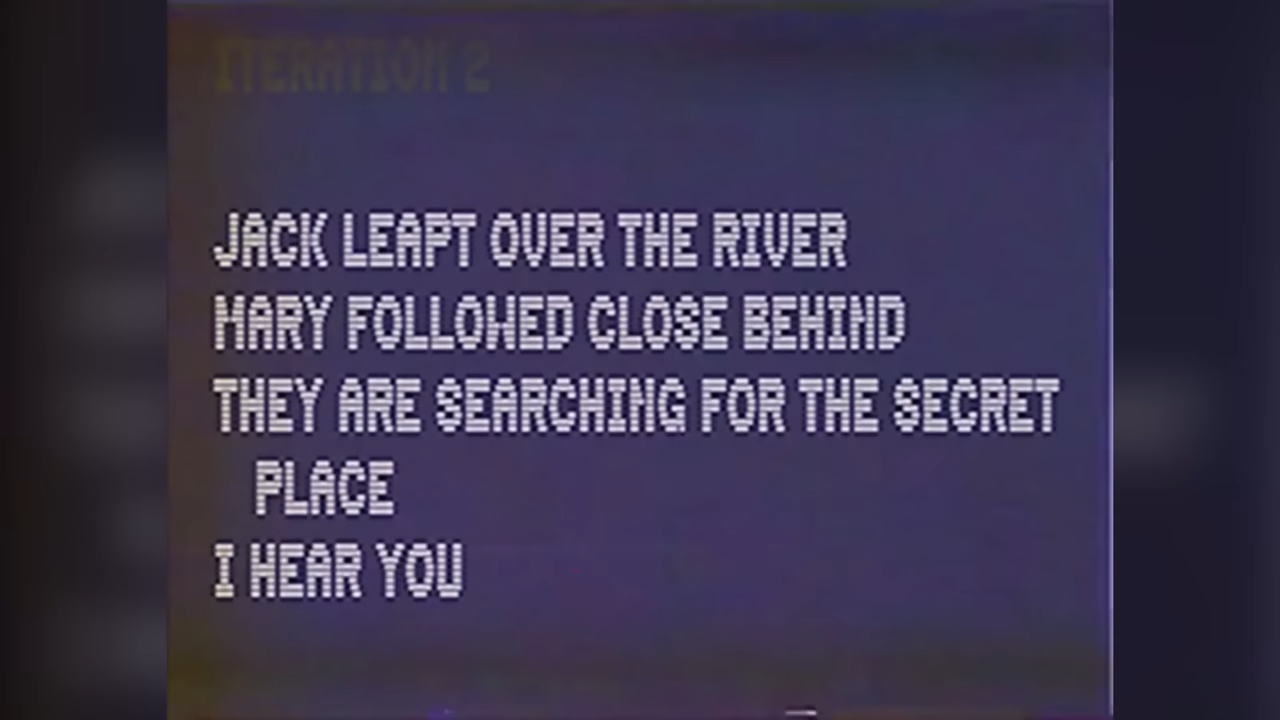 ITERATION 2
JACK LEAPT OVER THE RIVER
MARY FOLLOWED CLOSE BEHIND
THEY ARE SEARCHING FOR THE SECRET
PLACE
I HEAR YOU